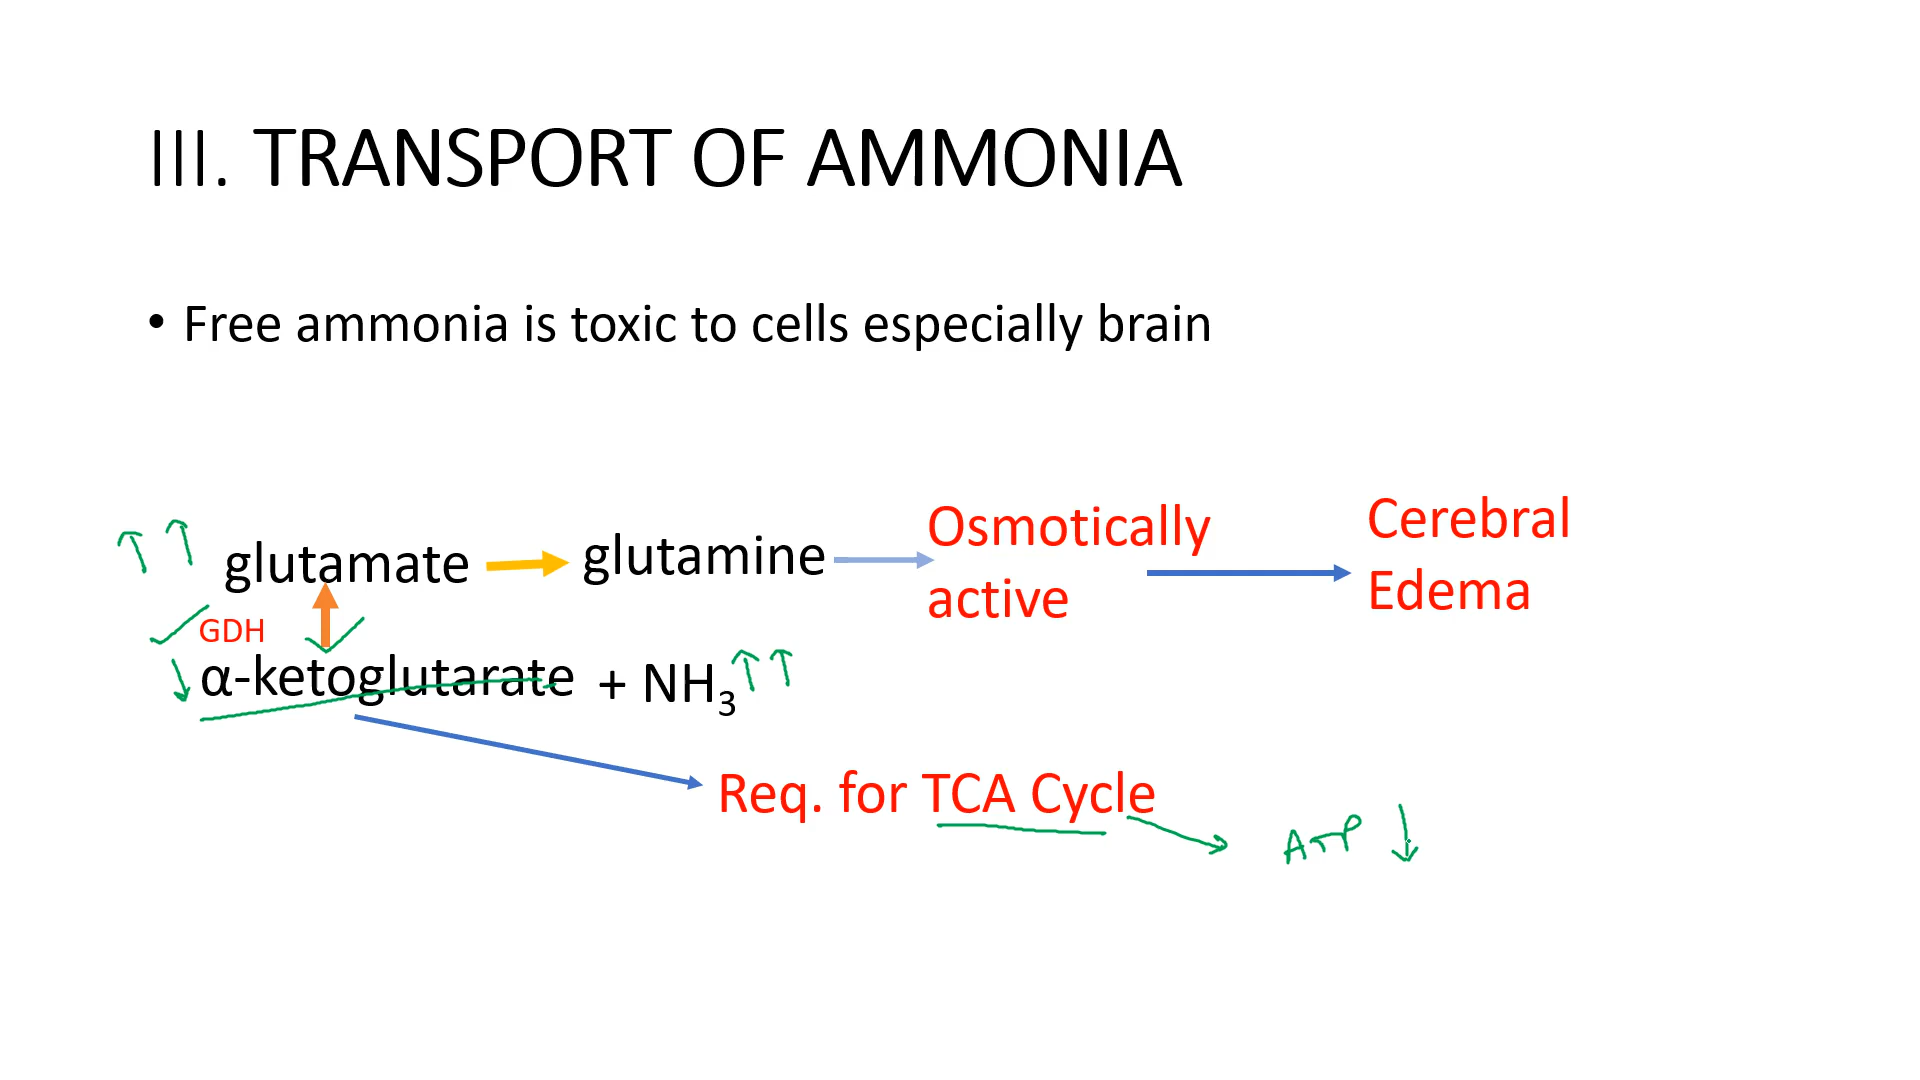 III. TRANSPORT OF AMMONIA
• Free ammonia is toxic to cells especially brain
glutamate
glutamine
Osmotically
active
Cerebral
Edema
GDH
α-ketoglutarate + NH₃
Req. for TCA Cycle
ATP